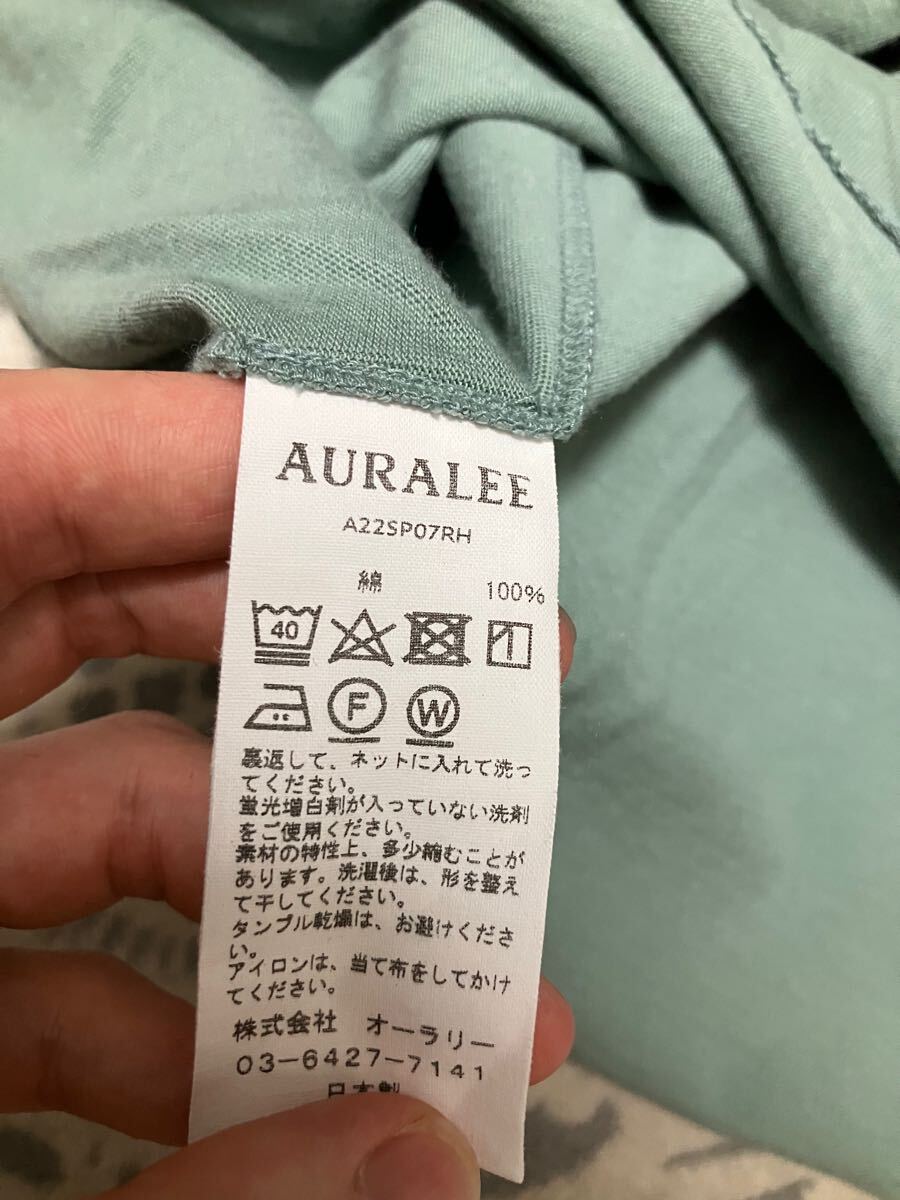 AURALEE
A22SP07RH
綿 100%
40
F W
裏返して、ネットに入れて洗っ
てください。
蛍光増白剤が入っていない洗剤
をご使用ください。
素材の特性上、多少縮むことが
あります。洗濯後は、形を整え
て干してください。
タンブル乾燥は、お避けくださ
い。
アイロンは、当て布をしてかけ
てください。
株式会社 オーラリー
03-6427-7141
日本製